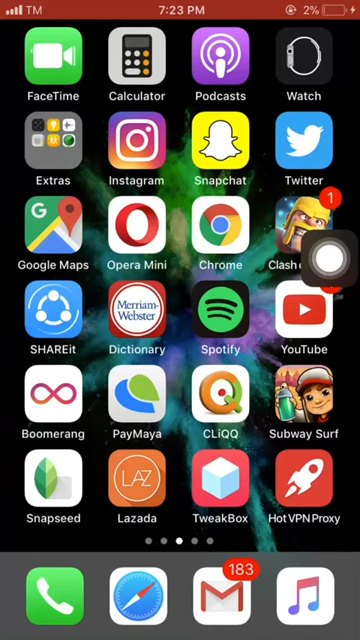 TM 7:23 PM 2%
FaceTime Calculator Podcasts Watch
Extras Instagram Snapchat Twitter
1
G
Google Maps Opera Mini Chrome Clash
Merriam-
Webster
SHAREit Dictionary Spotify YouTube
Boomerang PayMaya CLiQQ Subway Surf
LAZ
Snapseed Lazada TweakBox Hot VPN Proxy
183